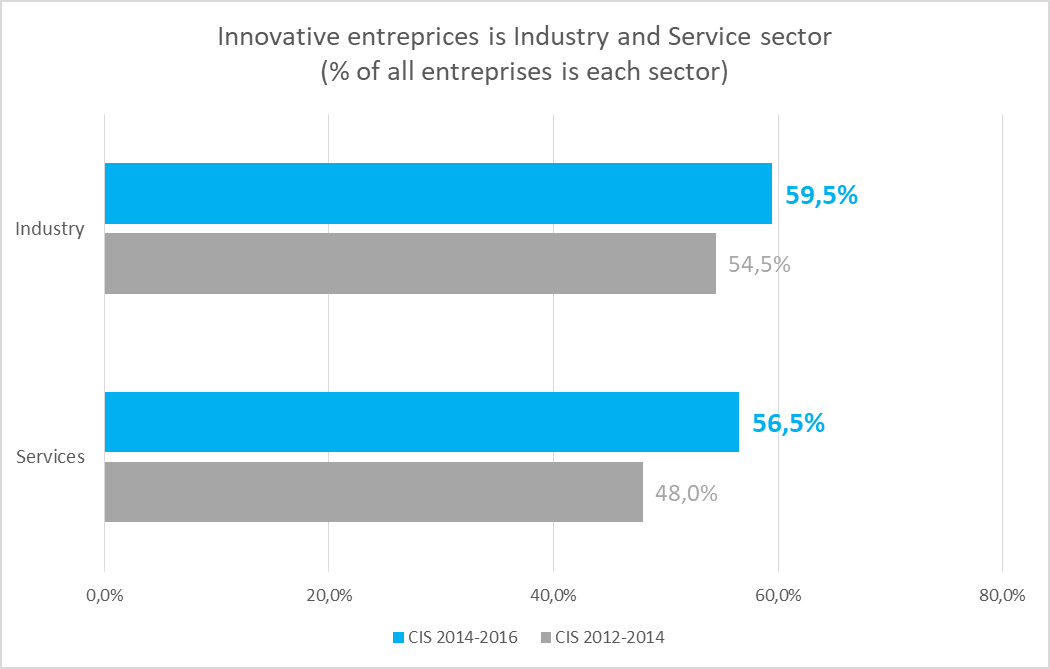 Innovative entreprices is Industry and Service sector
(% of all entreprises is each sector)
59,5%
Industry
54,5%
56,5%
Services
48,0%
0,0% 20,0% 40,0% 60,0% 80,0%
CIS 2014-2016 CIS 2012-2014